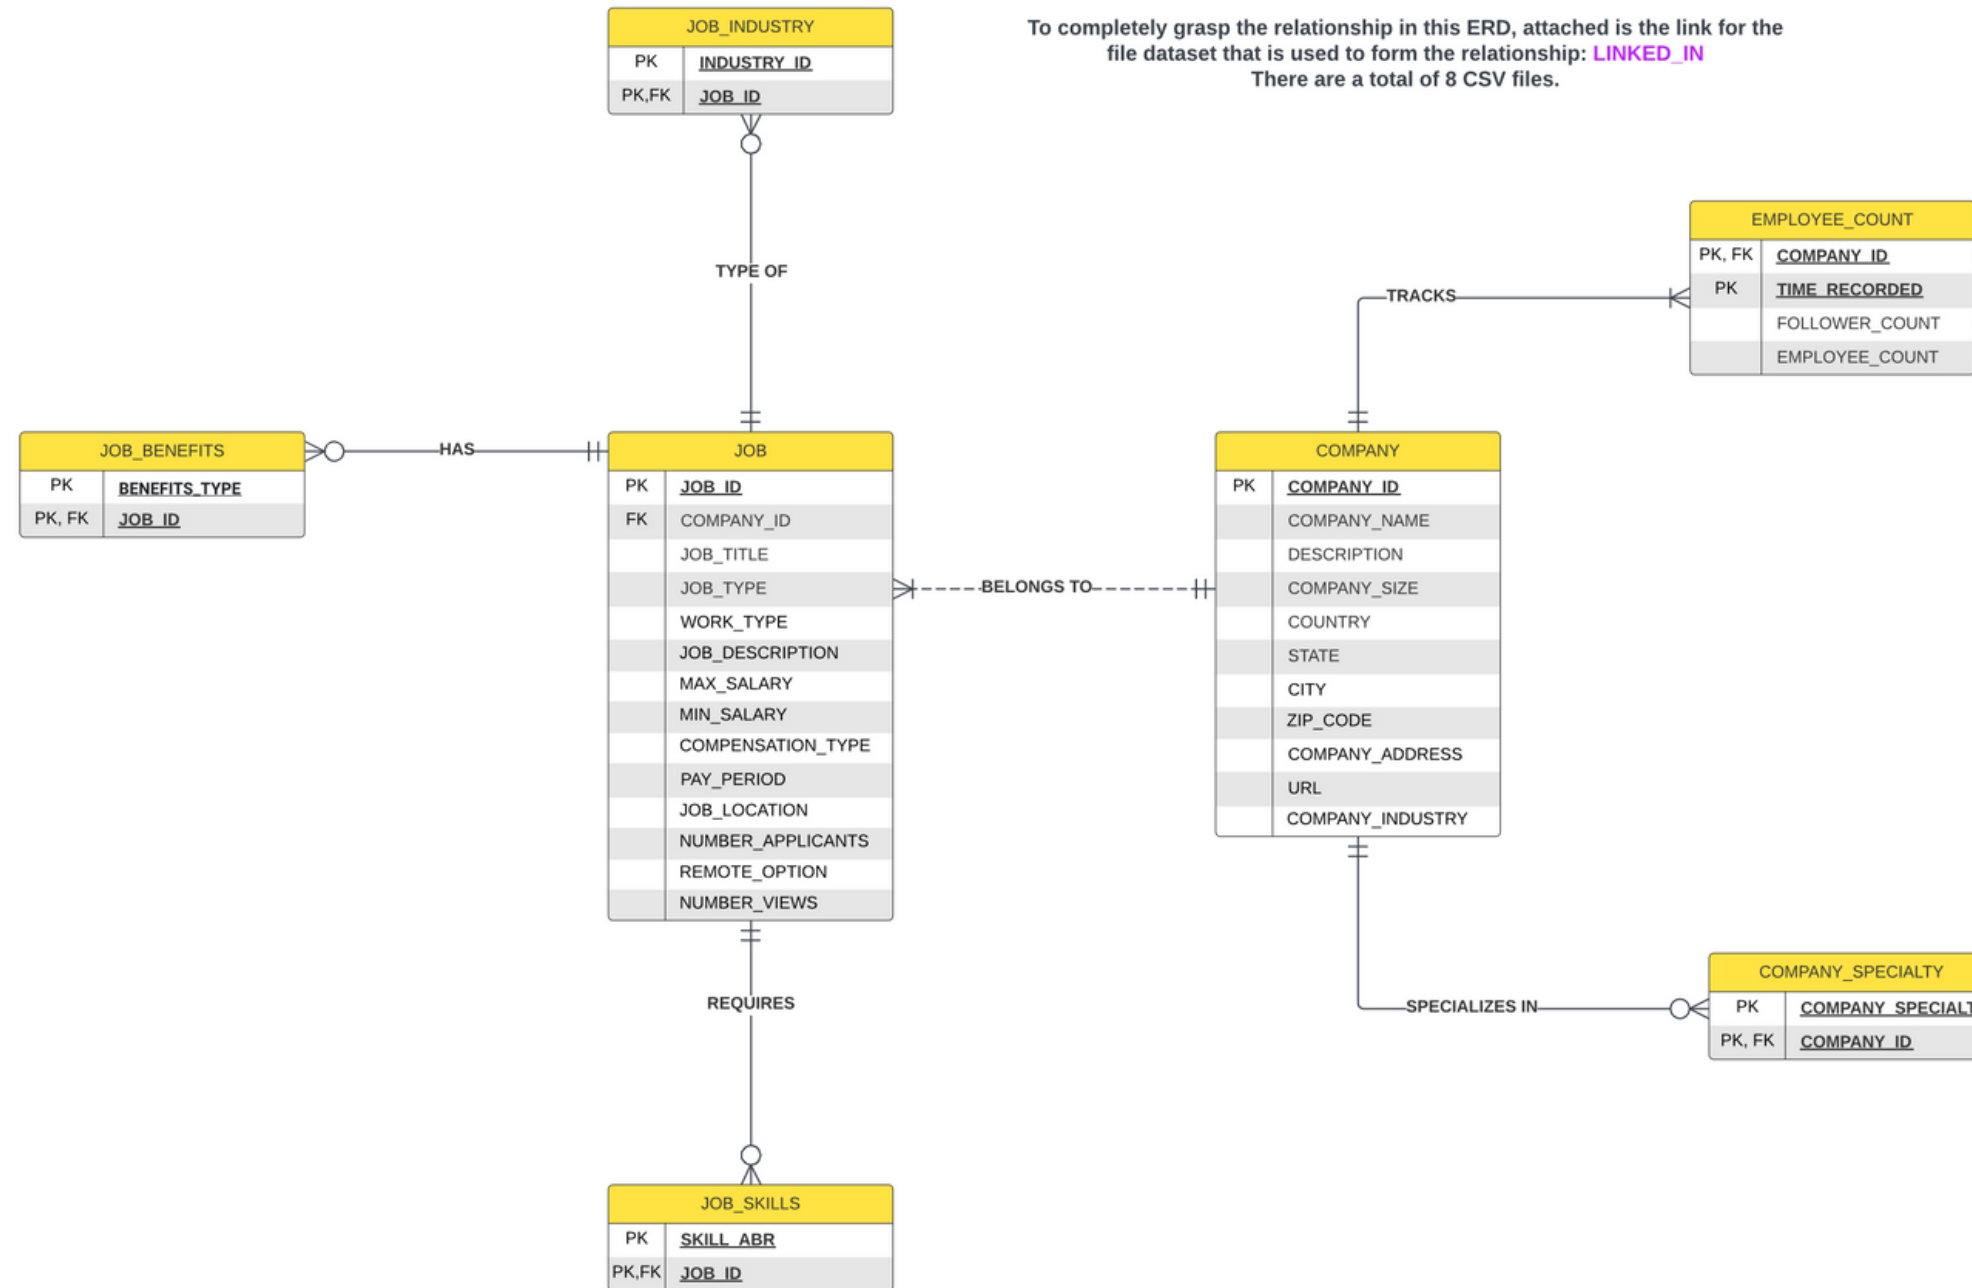 JOB_INDUSTRY
PK INDUSTRY_ID
PK,FK JOB_ID
To completely grasp the relationship in this ERD, attached is the link for the
file dataset that is used to form the relationship: LINKED_IN
There are a total of 8 CSV files.
TYPE OF
EMPLOYEE_COUNT
PK, FK COMPANY_ID
PK TIME_RECORDED
FOLLOWER_COUNT
EMPLOYEE_COUNT
TRACKS
JOB_BENEFITS
PK BENEFITS_TYPE
PK, FK JOB_ID
HAS
JOB
PK JOB_ID
FK COMPANY_ID
JOB_TITLE
JOB_TYPE
WORK_TYPE
JOB_DESCRIPTION
MAX_SALARY
MIN_SALARY
COMPENSATION_TYPE
PAY_PERIOD
JOB_LOCATION
NUMBER_APPLICANTS
REMOTE_OPTION
NUMBER_VIEWS
BELONGS TO
COMPANY
PK COMPANY_ID
COMPANY_NAME
DESCRIPTION
COMPANY_SIZE
COUNTRY
STATE
CITY
ZIP_CODE
COMPANY_ADDRESS
URL
COMPANY_INDUSTRY
REQUIRES
SPECIALIZES IN
COMPANY_SPECIALTY
PK COMPANY_SPECIALT
PK, FK COMPANY_ID
JOB_SKILLS
PK SKILL_ABR
PK,FK JOB_ID